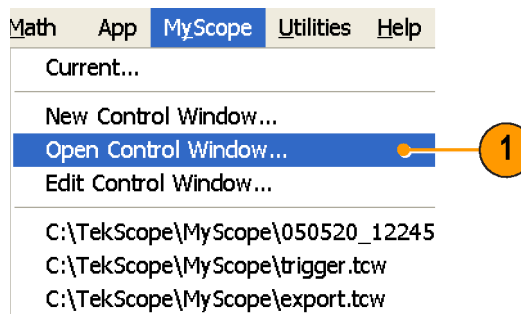 Math App MyScope Utilities Help
Current...
New Control Window...
Open Control Window...
1
Edit Control Window...
C:\TekScope\MyScope\050520_12245
C:\TekScope\MyScope\trigger.tcw
C:\TekScope\MyScope\export.tcw